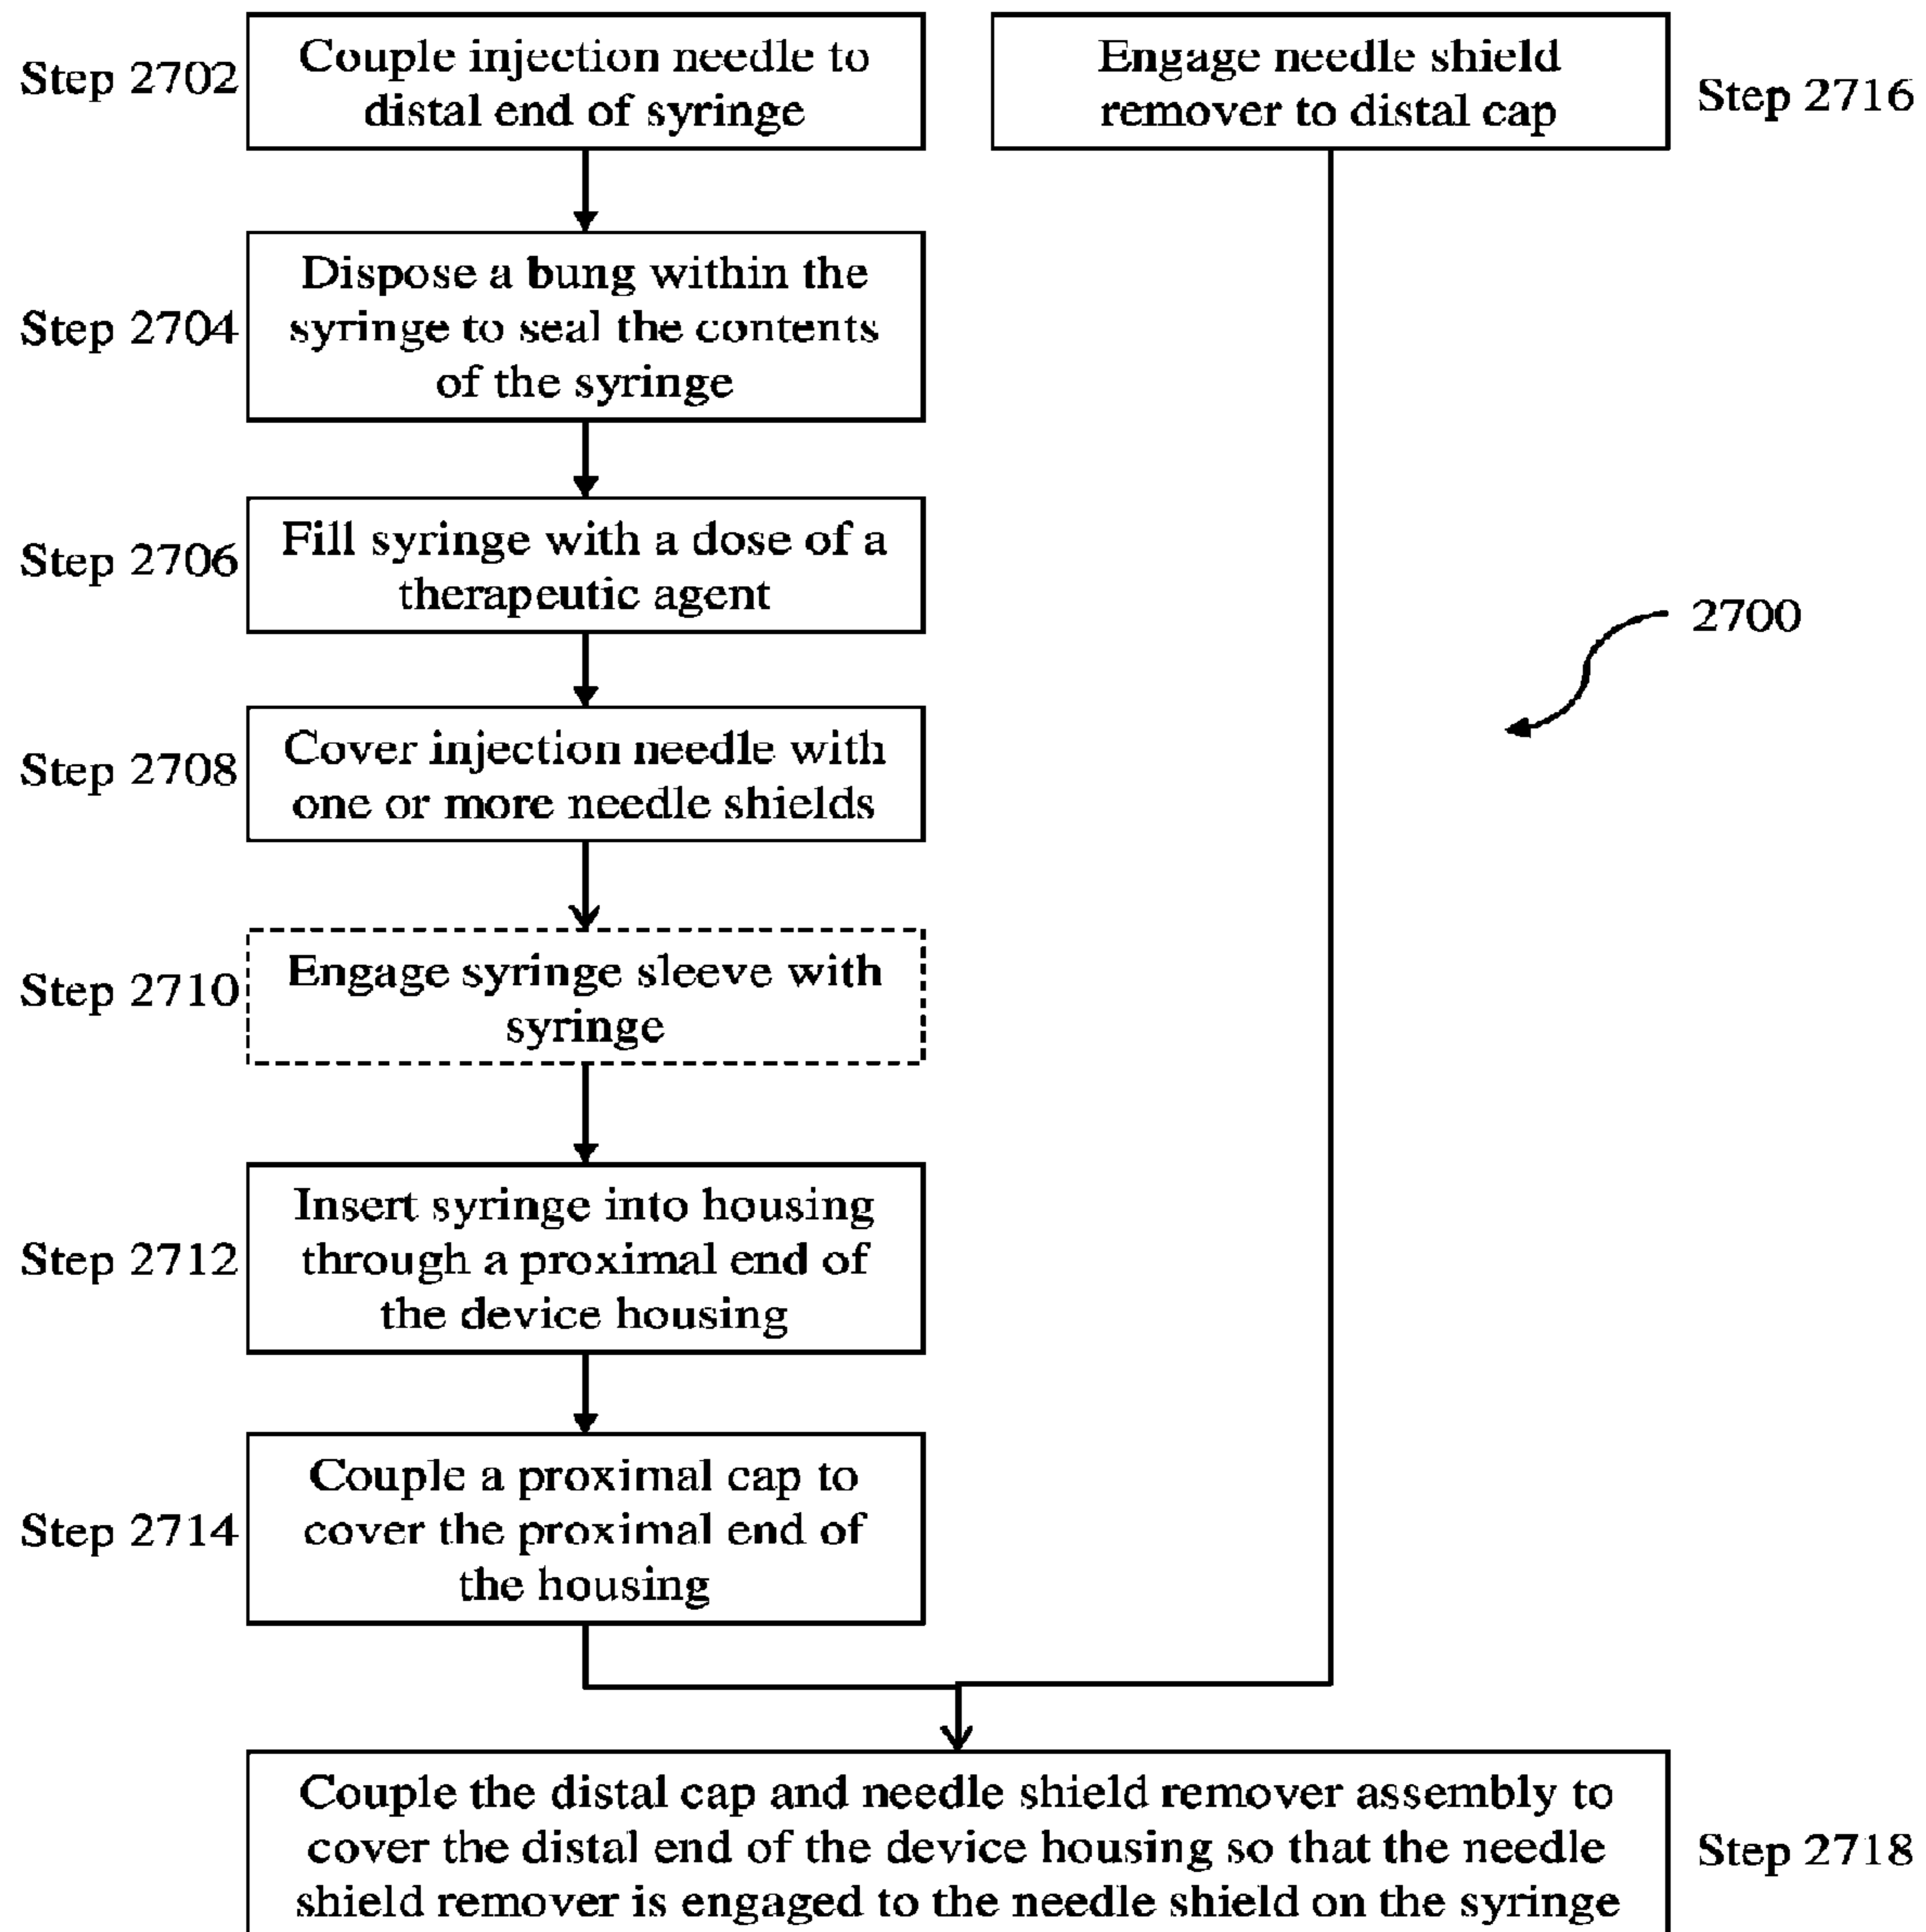 Step 2702
Couple injection needle to
distal end of syringe
Engage needle shield
remover to distal cap
Step 2716
Step 2704
Dispose a bung within the
syringe to seal the contents
of the syringe
Step 2706
Fill syringe with a dose of a
therapeutic agent
2700
Step 2708
Cover injection needle with
one or more needle shields
Step 2710
Engage syringe sleeve with
syringe
Step 2712
Insert syringe into housing
through a proximal end of
the device housing
Step 2714
Couple a proximal cap to
cover the proximal end of
the housing
Couple the distal cap and needle shield remover assembly to
cover the distal end of the device housing so that the needle
shield remover is engaged to the needle shield on the syringe
Step 2718